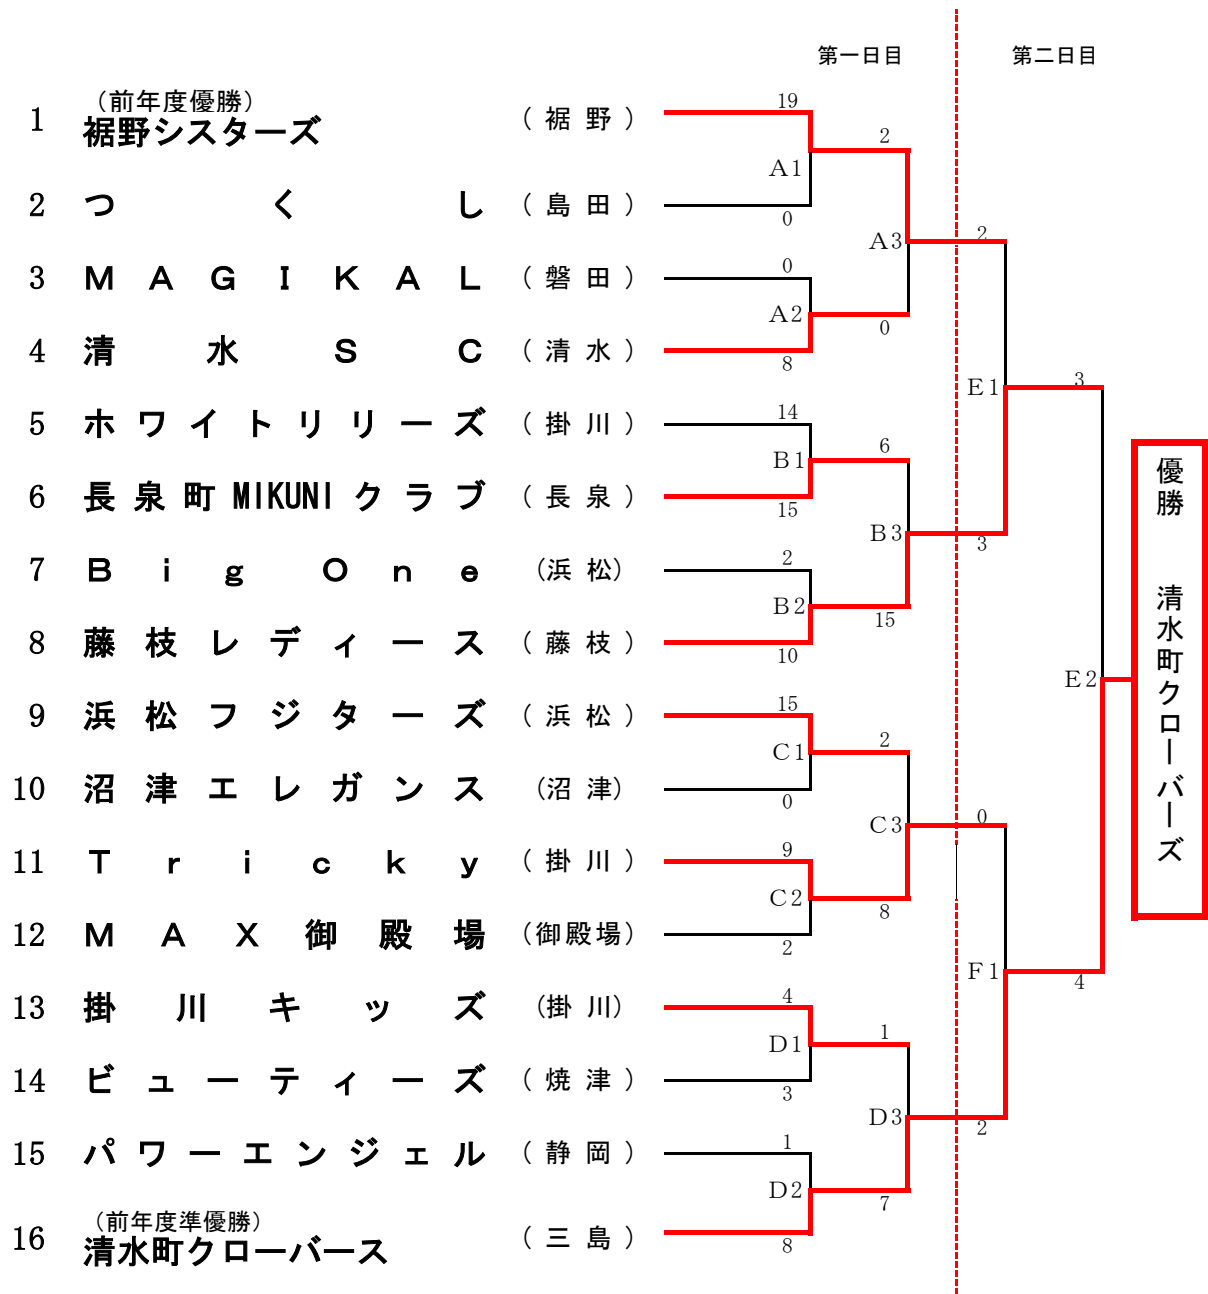 第一日目 第二日目
(前年度優勝)
1 裾野シスターズ (裾野) 19
2
A1
2 つくし (島田) 0
A3 2
3 MAGIKAL (磐田) 0
A2
0
4 清水SC (清水) 8
E1 3
5 ホワイトリリーズ (掛川) 14
B1 6
6 長泉町MIKUNIクラブ (長泉) 15
B3 3
7 Big One (浜松) 2
B2
15
8 藤枝レディース (藤枝) 10
E2
優勝 清水町クローバーズ
9 浜松フジターズ (浜松) 15
C1 2
10 沼津エレガンス (沼津) 0
C3 0
11 Tricky (掛川) 9
C2
8
12 MAX御殿場 (御殿場) 2
F1
4
13 掛川キッズ (掛川) 4
D1 1
14 ビューティーズ (焼津) 3
D3 2
15 パワーエンジェル (静岡) 1
D2
7
(前年度準優勝)
16 清水町クローバース (三島) 8